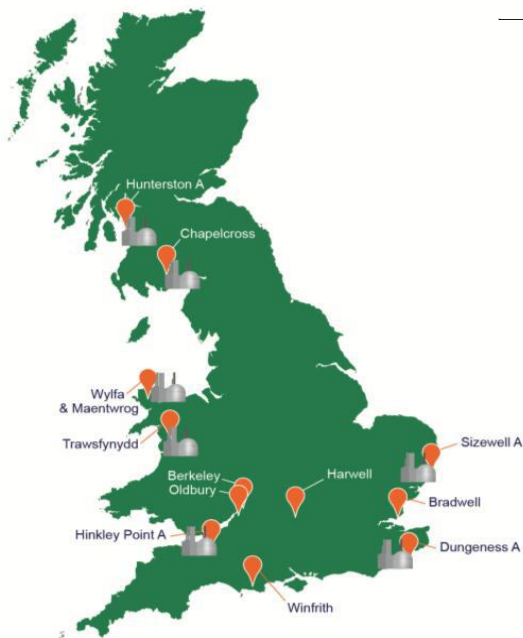 Hunterston A
Chapelcross
Wylfa
& Maentwrog
Trawsfynydd
Sizewell A
Berkeley
Oldbury
Harwell
Bradwell
Hinkley Point A
Dungeness A
Winfrith